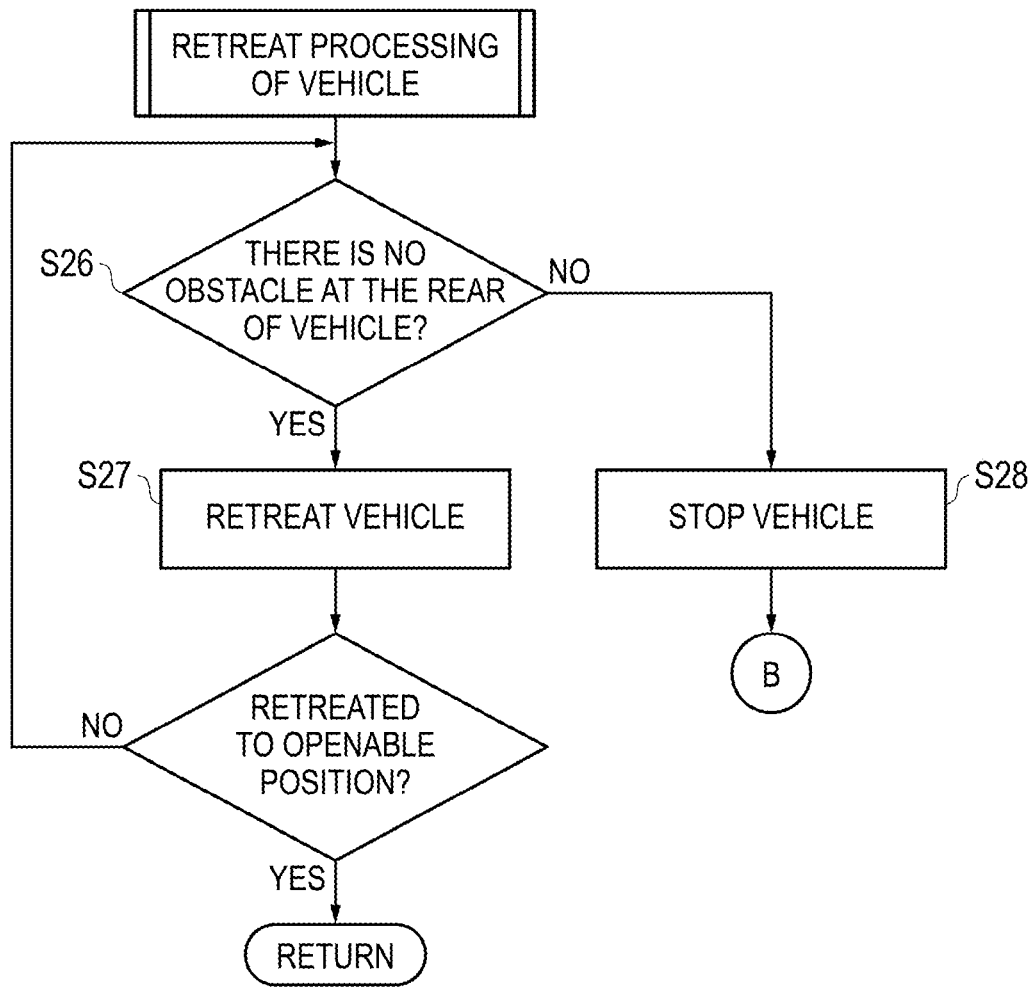 RETREAT PROCESSING
OF VEHICLE
S26
THERE IS NO
OBSTACLE AT THE REAR
OF VEHICLE?
NO
YES
S27
RETREAT VEHICLE
STOP VEHICLE
S28
B
RETREATED
TO OPENABLE
POSITION?
NO
YES
RETURN